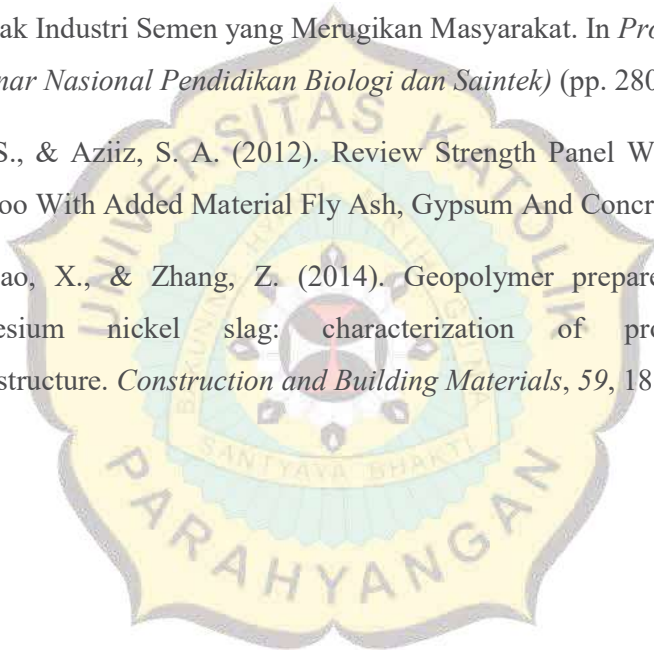 ak Industri Semen yang Merugikan Masyarakat. In Pro
nar Nasional Pendidikan Biologi dan Saintek) (pp. 280
S., & Aziiz, S. A. (2012). Review Strength Panel W
oo With Added Material Fly Ash, Gypsum And Concr
ao, X., & Zhang, Z. (2014). Geopolymer prepare
esium nickel slag: characterization of pro
structure. Construction and Building Materials, 59, 18
UNIVERSITAS KATOLIK
PARAHYANGAN
SANTYAYA BHAKTI